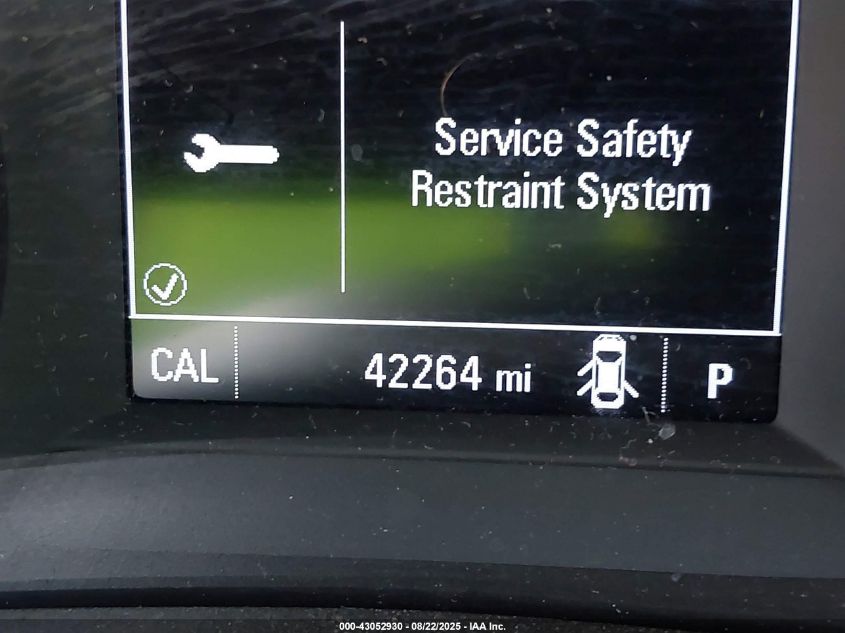 Service Safety
Restraint System
CAL
42264 mi
P
000-43052930 - 08/22/2025 - IAA Inc.